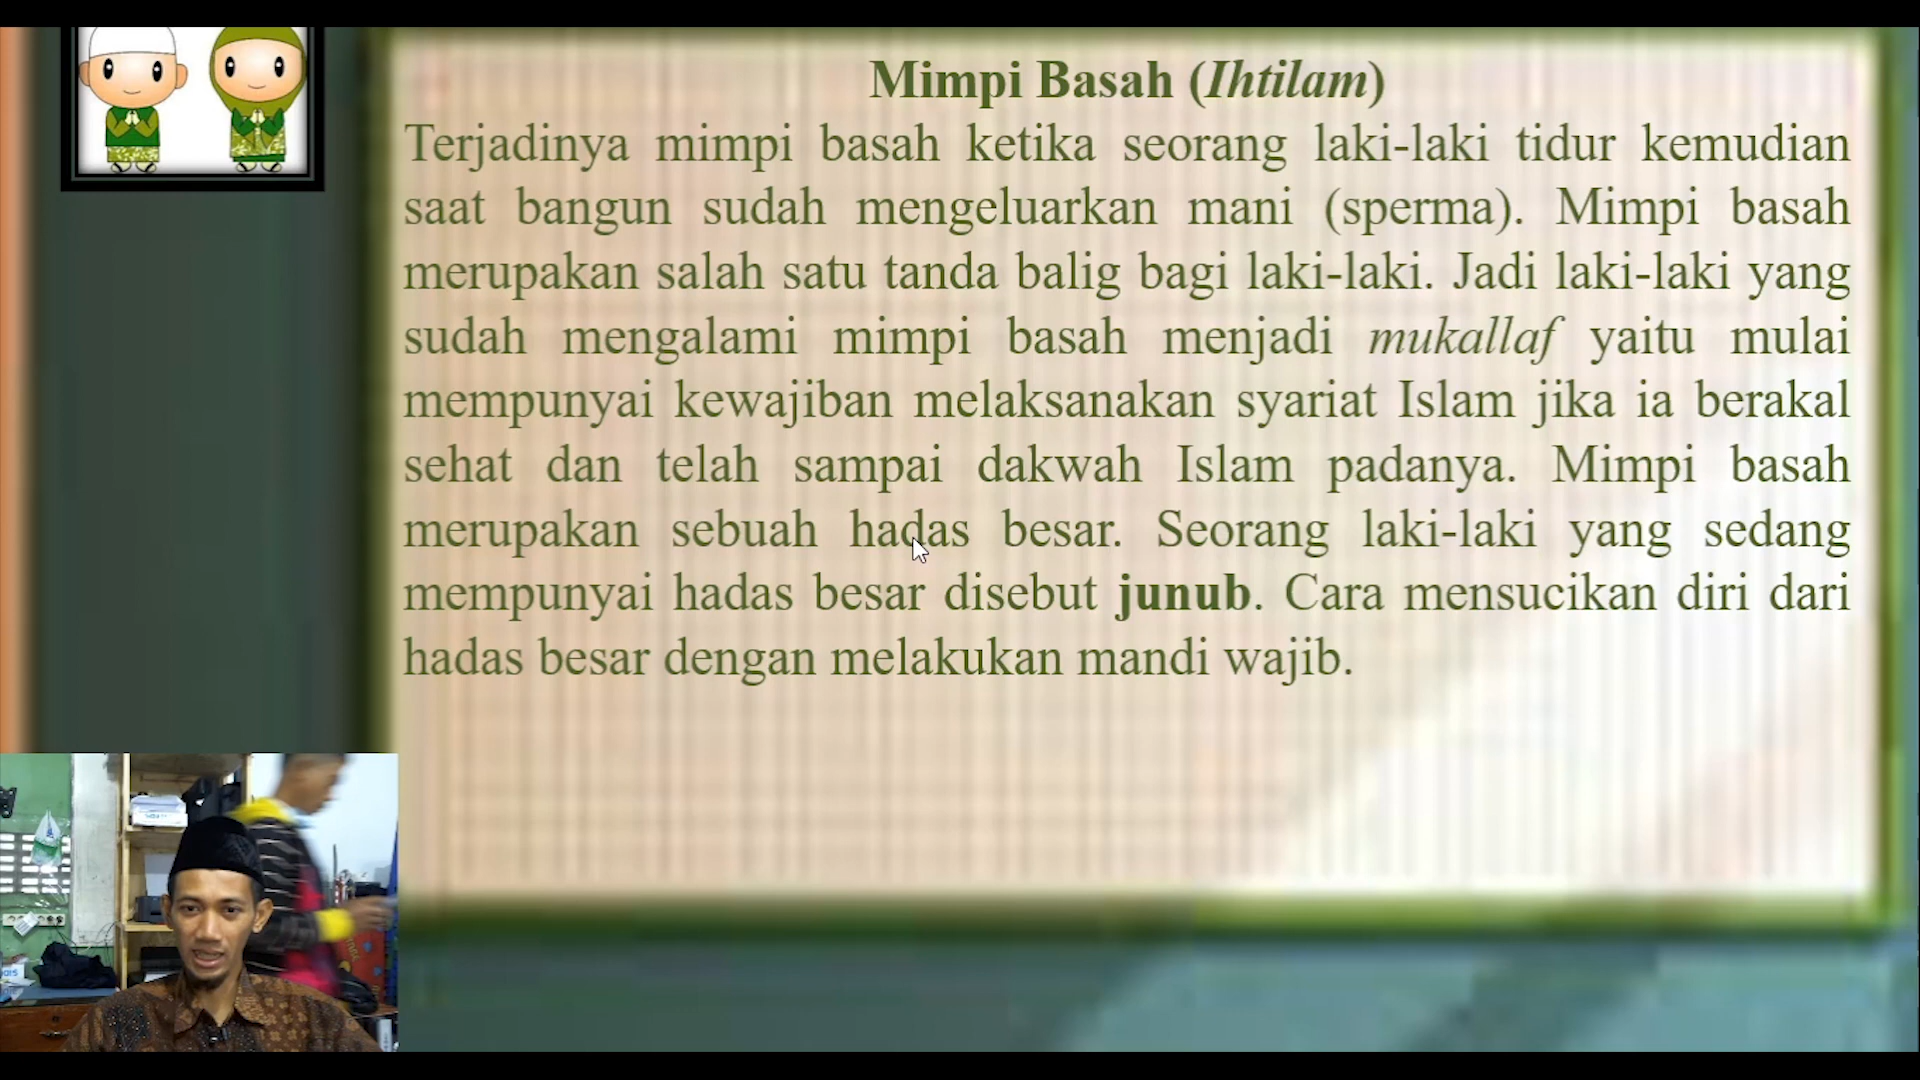 Mimpi Basah (Ihtilam)
Terjadinya mimpi basah ketika seorang laki-laki tidur kemudian
saat bangun sudah mengeluarkan mani (sperma). Mimpi basah
merupakan salah satu tanda balig bagi laki-laki. Jadi laki-laki yang
sudah mengalami mimpi basah menjadi mukallaf yaitu mulai
mempunyai kewajiban melaksanakan syariat Islam jika ia berakal
sehat dan telah sampai dakwah Islam padanya. Mimpi basah
merupakan sebuah hadas besar. Seorang laki-laki yang sedang
mempunyai hadas besar disebut junub. Cara mensucikan diri dari
hadas besar dengan melakukan mandi wajib.